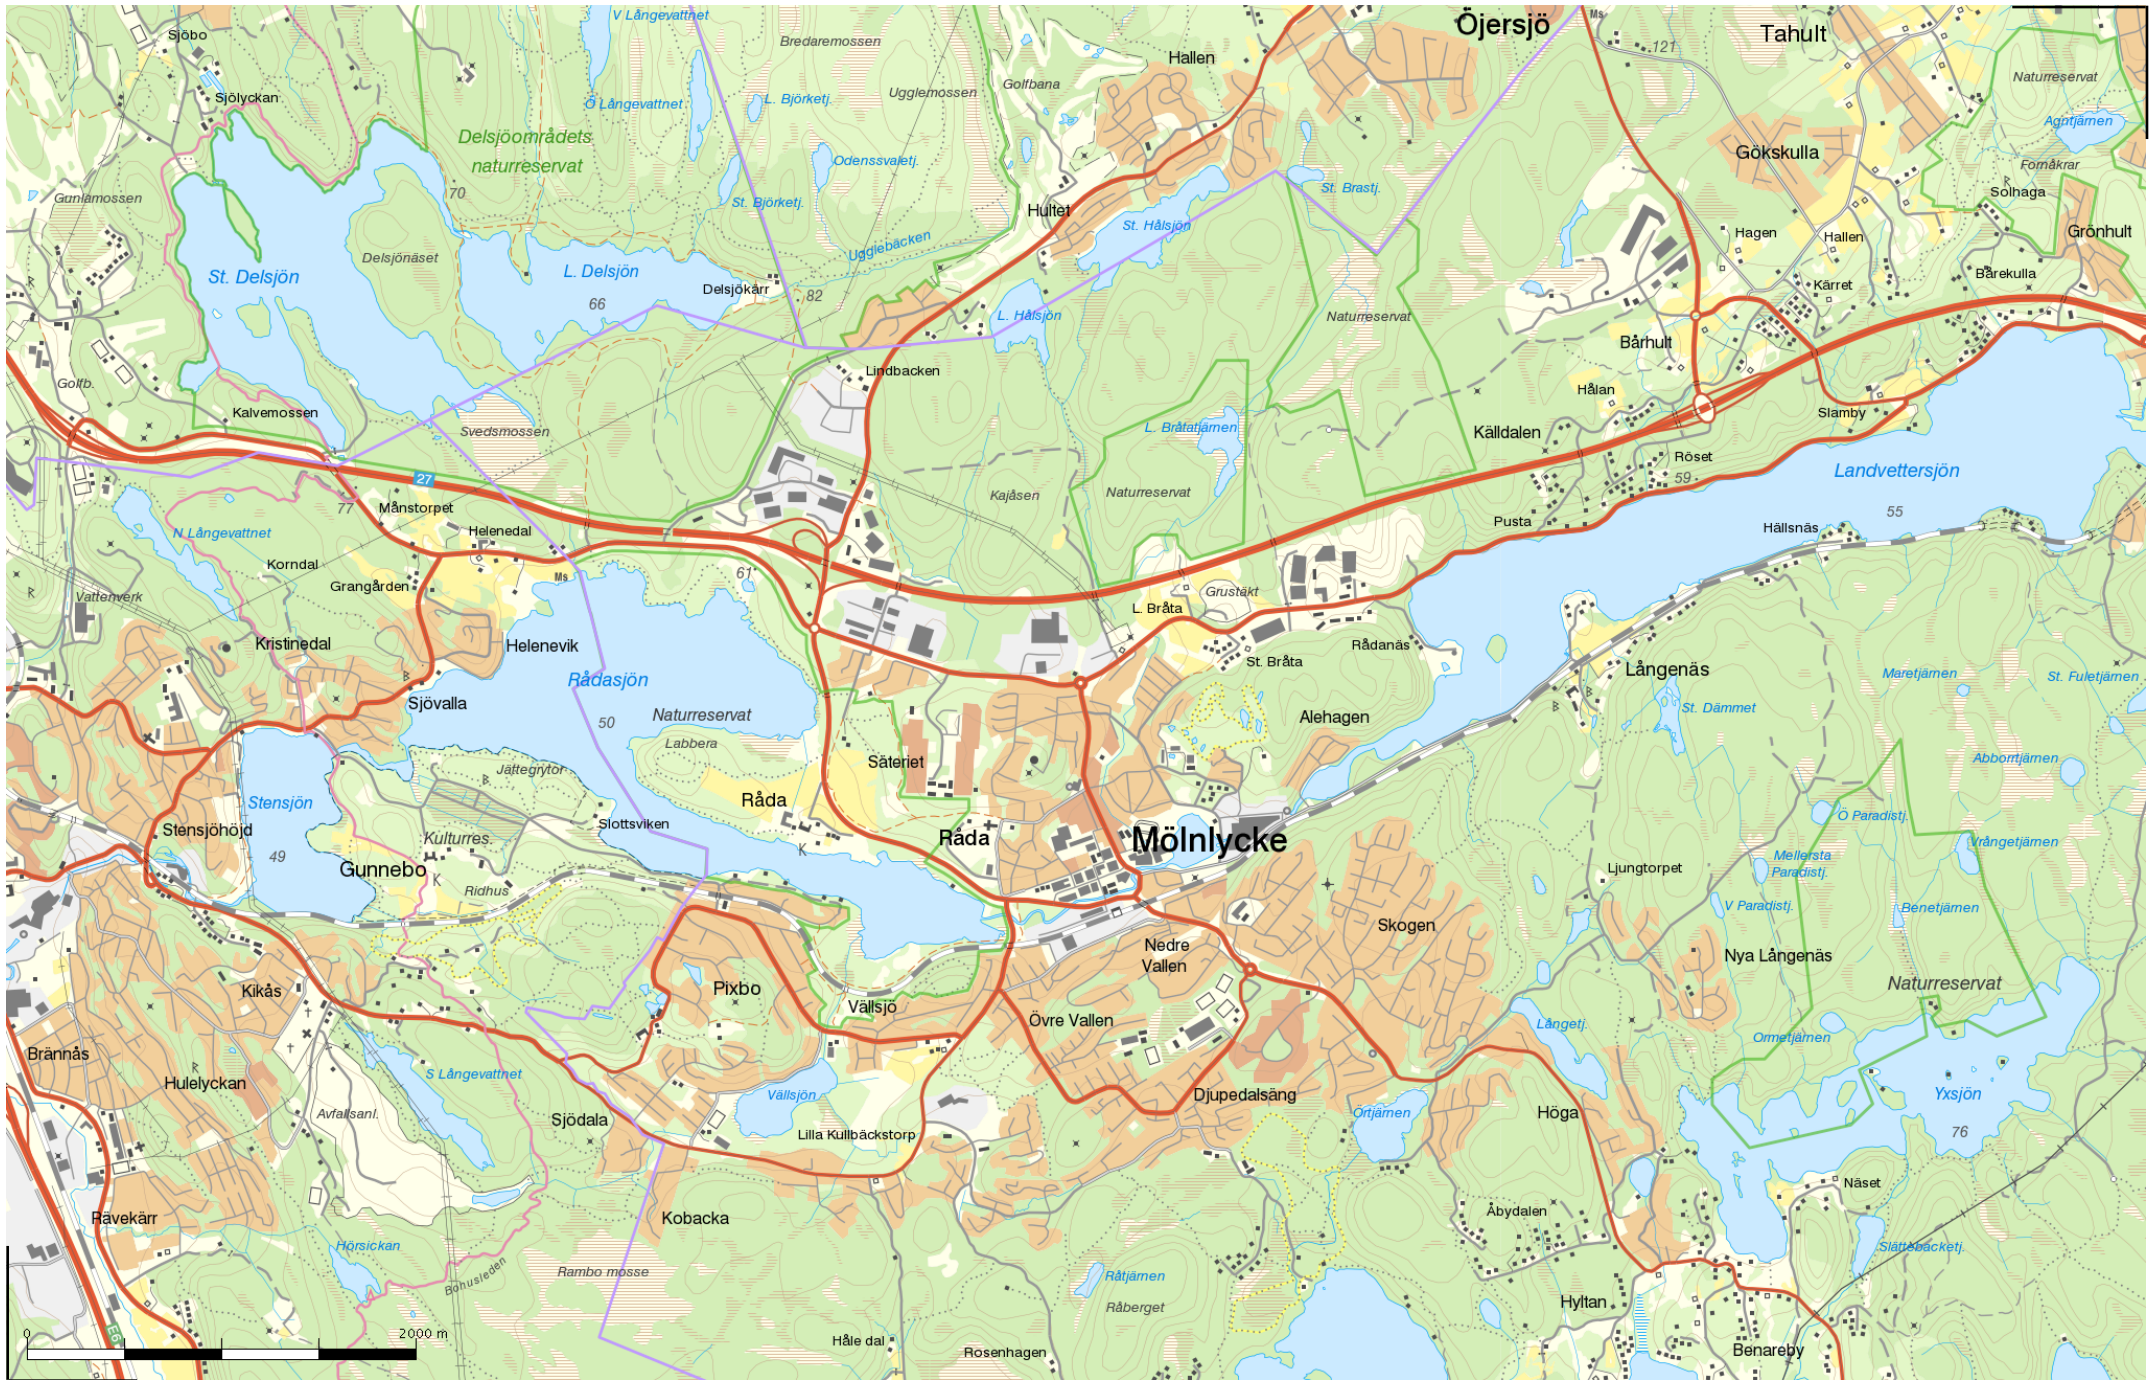 V Långevattnet
Öjersjö
Ms
Sjöbo
Bredaremossen
121
Tahult
Hallen
Naturreservat
Sjölyckan
Ö Långevattnet
L. Björketj.
Ugglemossen
Golfbana
Agntjärnen
Delsjöområdets
naturreservat
Odenssvaletj.
Gökskulla
Fornåkrar
Gunlamossen
70
St. Björketj.
St. Brastj.
Solhaga
Hultet
St. Hålsjön
Hagen
Hallen
Grönhult
Ugglebäcken
Delsjönäset
St. Delsjön
L. Delsjön
Delsjökärr
Bårekulla
Kärret
66
82
L. Hålsjön
Naturreservat
Bårhult
Lindbacken
Golfb.
Hålan
Kalvemossen
Slamby
Svedsmossen
L. Bråtatjärnen
Källdalen
Röset
Landvettersjön
27
59
Kajåsen
Naturreservat
77
Månstorpet
Pusta
55
N Långevattnet
Helenedal
Hällsnäs
Korndal
Grangården
Ms
61
Grustäkt
Vattenverk
L. Bråta
Kristinedal
Helenevik
Rådanäs
St. Bråta
Långenäs
Rådasjön
Maretjärnen
St. Fuletjärnen
Sjövalla
50
Naturreservat
Alehagen
St. Dämmet
Labbera
Säteriet
Abborrtjärnen
Jättegrytor
Stensjön
Råda
Ö Paradistj.
Stensjöhöjd
Slottsviken
Kulturres.
Råda
Mölnlycke
Vrångetjärnen
49
K
Mellersta
Paradistj.
Gunnebo
K
Ljungtorpet
Ridhus
V Paradistj.
Benetjärnen
Skogen
Nedre
Vallen
Nya Långenäs
Kikås
Pixbo
Naturreservat
Vällsjö
Övre Vallen
Långetj.
Ormetjärnen
Brännås
S Långevattnet
Hulelyckan
Vällsjön
Djupedalsäng
Yxsjön
Avfallsanl.
Sjödala
Örtjärnen
Höga
Lilla Kullbäckstorp
76
Näset
Rävekärr
Kobacka
Åbydalen
Hörsickan
Slättebacketj.
Bohusleden
Rambo mosse
Råtjärnen
Råberget
Hyltan
E6
0
2000 m
Håle dal
Rosenhagen
Benareby